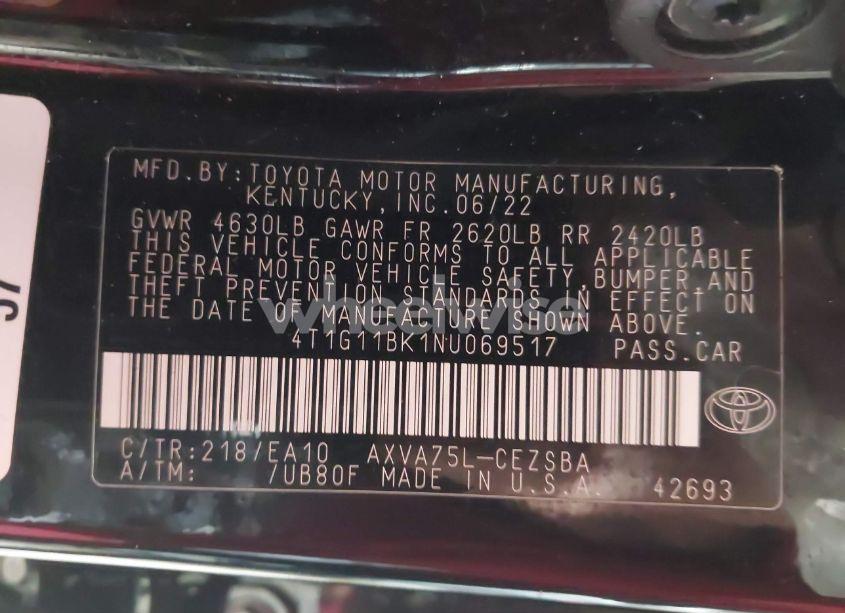 MFD.BY:TOYOTA MOTOR MANUFACTURING,
KENTUCKY,INC.06/22
GVWR 4630LB GAWR FR 2620LB RR 2420LB
THIS VEHICLE CONFORMS TO ALL APPLICABLE
FEDERAL MOTOR VEHICLE SAFETY,BUMPER,AND
THEFT PREVENTION STANDARDS IN EFFECT ON
THE DATE OF MANUFACTURE SHOWN ABOVE.
wheelwise
4T1G11BK1NU069517 PASS.CAR
C/TR:218/EA10 AXVA75L-CEZSBA
A/TM: /UB80F MADE IN U.S.A. 42693